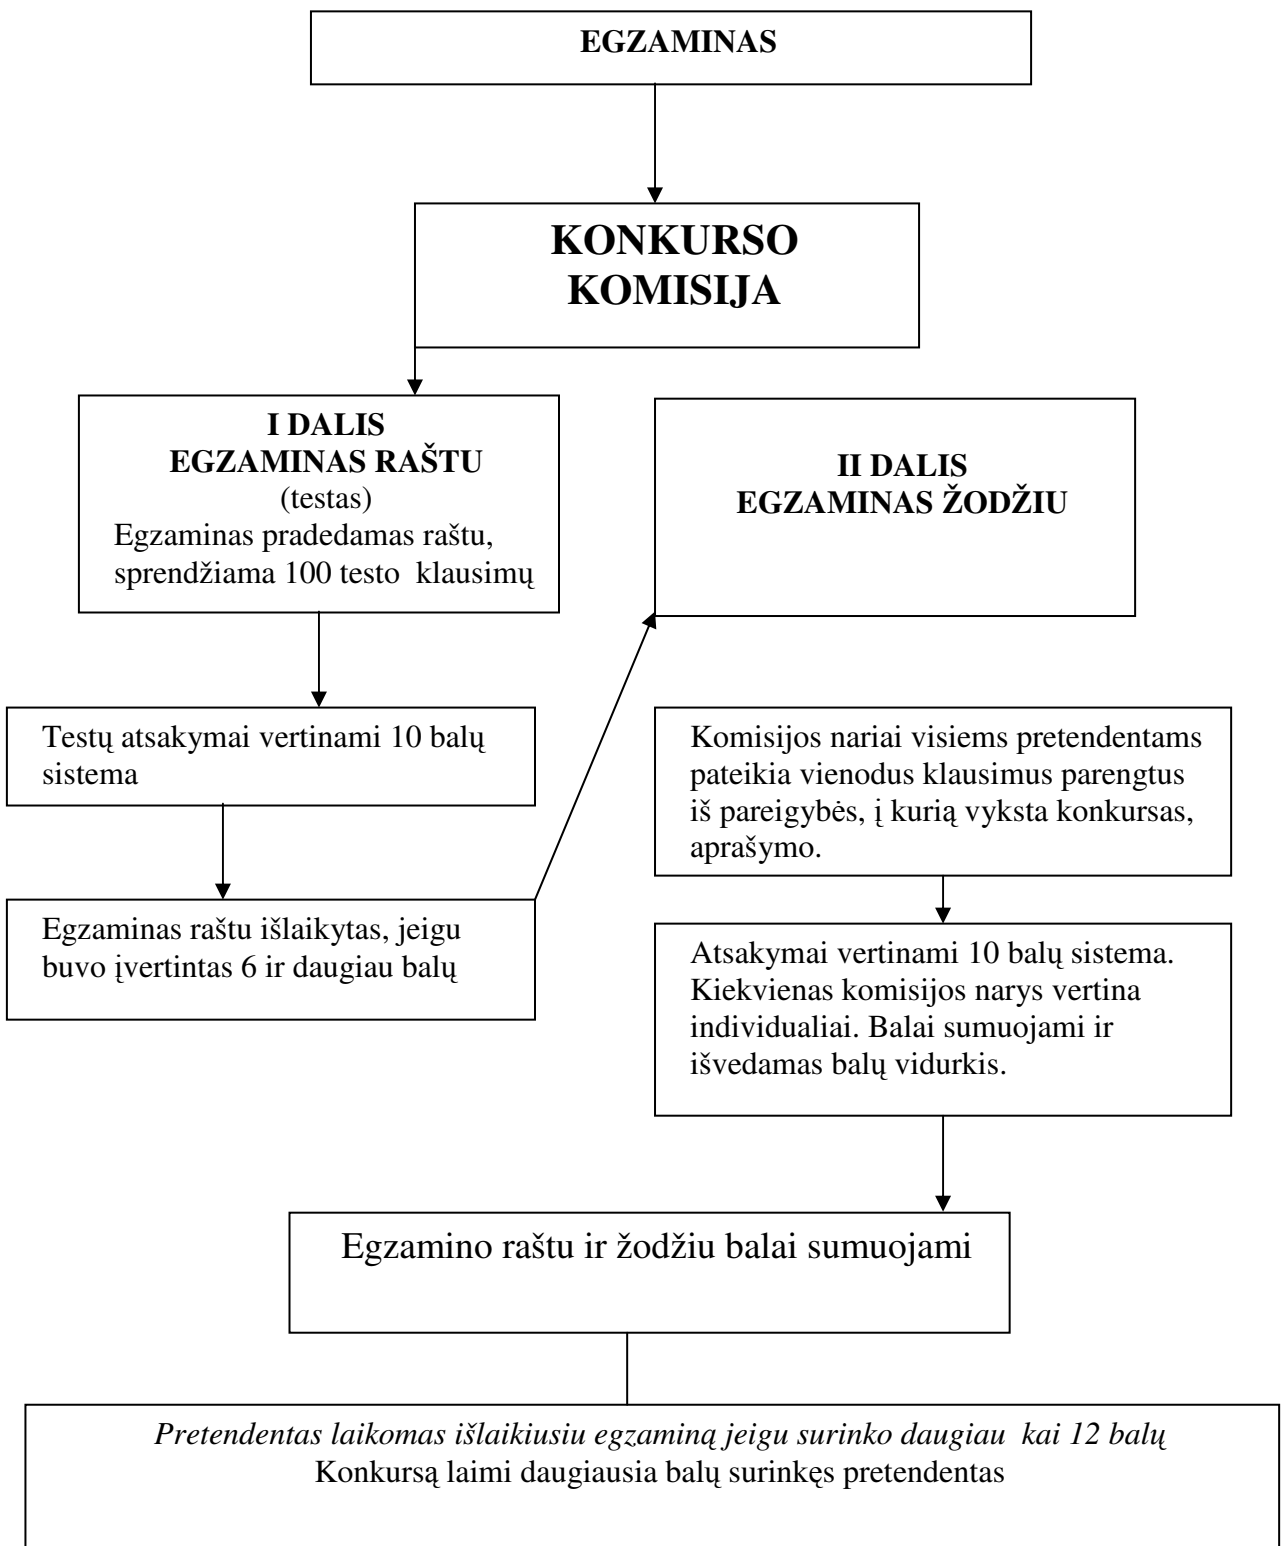 EGZAMINAS
KONKURSO
KOMISIJA
I DALIS
EGZAMINAS RAŠTU
(testas)
Egzaminas pradedamas raštu,
sprendžiama 100 testo klausimų
II DALIS
EGZAMINAS ŽODŽIU
Testų atsakymai vertinami 10 balų
sistema
Egzaminas raštu išlaikytas, jeigu
buvo įvertintas 6 ir daugiau balų
Komisijos nariai visiems pretendentams
pateikia vienodus klausimus parengtus
iš pareigybės, į kurią vyksta konkursas,
aprašymo.
Atsakymai vertinami 10 balų sistema.
Kiekvienas komisijos narys vertina
individualiai. Balai sumuojami ir
išvedamas balų vidurkis.
Egzamino raštu ir žodžiu balai sumuojami
Pretendentas laikomas išlaikiusiu egzaminą jeigu surinko daugiau kai 12 balų
Konkursą laimi daugiausia balų surinkęs pretendentas